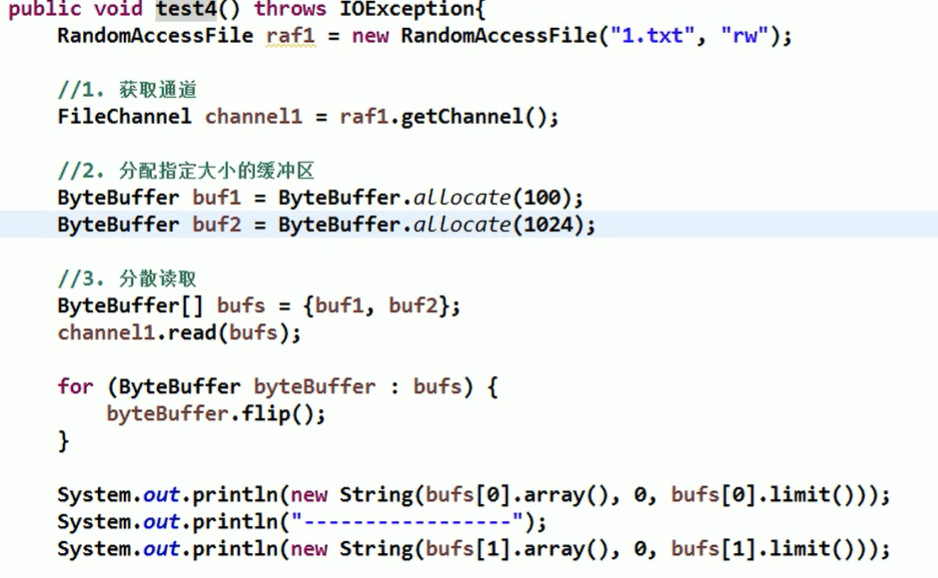 public void test4() throws IOException{
RandomAccessFile raf1 = new RandomAccessFile("1.txt", "rw");
//1. 获取通道
FileChannel channel1 = raf1.getChannel();
//2. 分配指定大小的缓冲区
ByteBuffer buf1 = ByteBuffer.allocate(100);
ByteBuffer buf2 = ByteBuffer.allocate(1024);
//3. 分散读取
ByteBuffer[] bufs = {buf1, buf2};
channel1.read(bufs);
for (ByteBuffer byteBuffer : bufs) {
byteBuffer.flip();
}
System.out.println(new String(bufs[0].array(), 0, bufs[0].limit()));
System.out.println("-----------------");
System.out.println(new String(bufs[1].array(), 0, bufs[1].limit()));